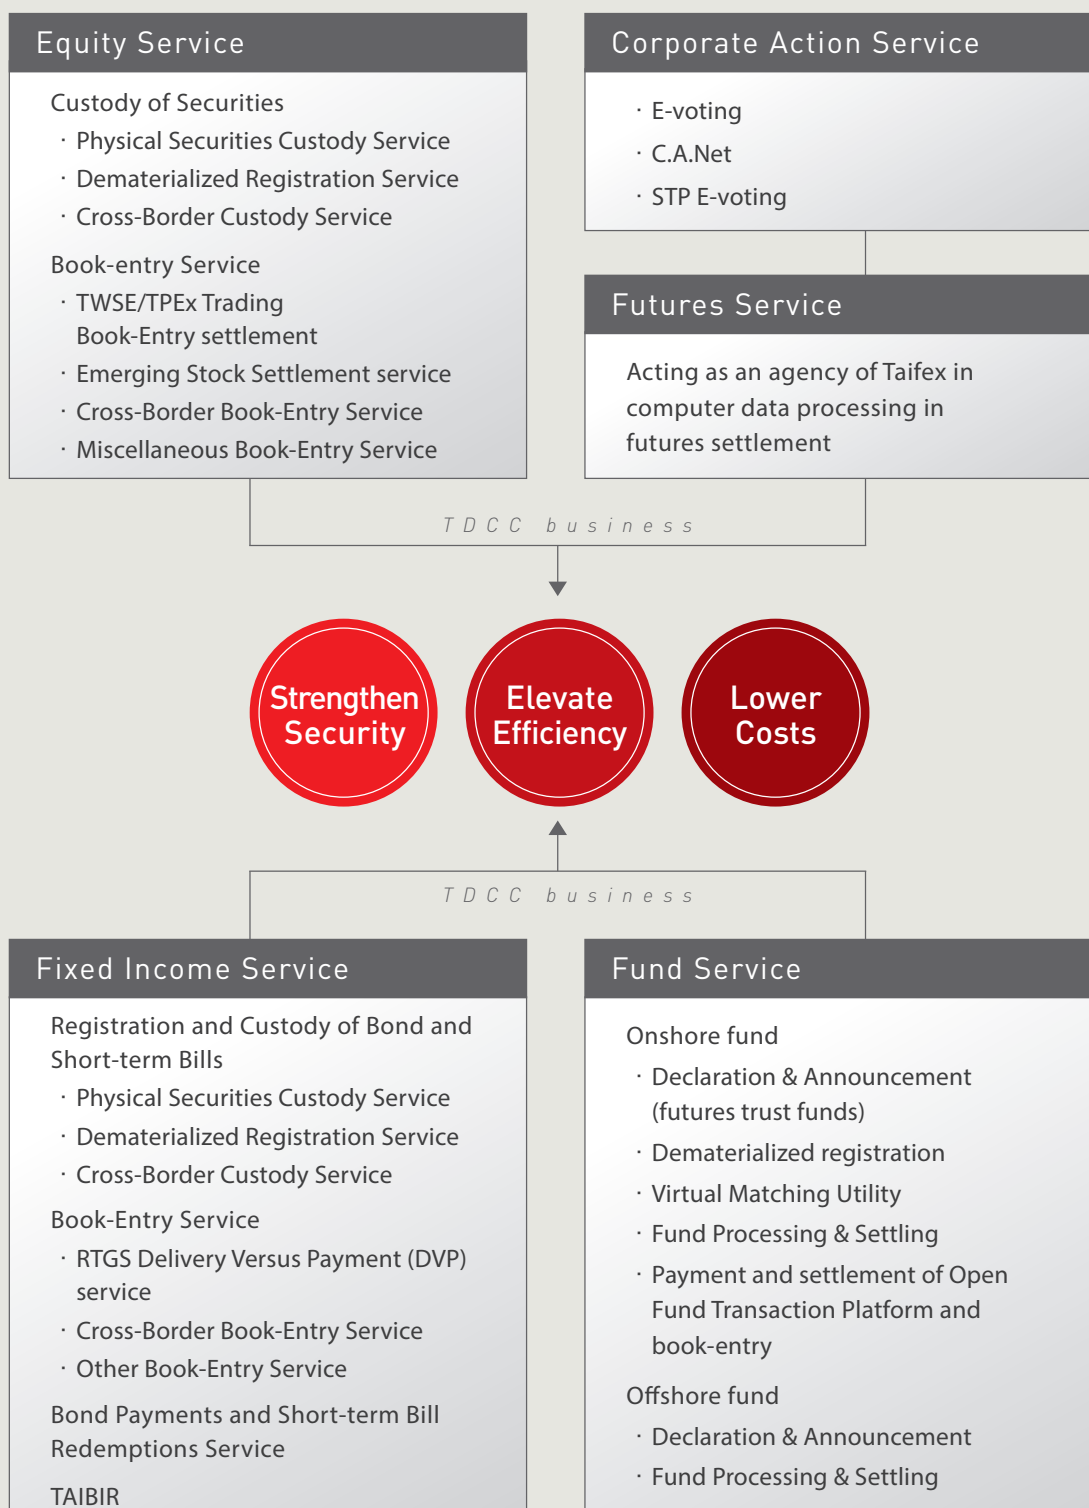 Equity Service
Custody of Securities
· Physical Securities Custody Service
· Dematerialized Registration Service
· Cross-Border Custody Service
Book-entry Service
· TWSE/TPEx Trading
Book-Entry settlement
· Emerging Stock Settlement service
· Cross-Border Book-Entry Service
· Miscellaneous Book-Entry Service
Corporate Action Service
· E-voting
· C.A.Net
· STP E-voting
Futures Service
Acting as an agency of Taifex in
computer data processing in
futures settlement
TDCC business
Strengthen
Security
Elevate
Efficiency
Lower
Costs
TDCC business
Fixed Income Service
Registration and Custody of Bond and
Short-term Bills
· Physical Securities Custody Service
· Dematerialized Registration Service
· Cross-Border Custody Service
Book-Entry Service
· RTGS Delivery Versus Payment (DVP)
service
· Cross-Border Book-Entry Service
· Other Book-Entry Service
Bond Payments and Short-term Bill
Redemptions Service
TAIBIR
Fund Service
Onshore fund
· Declaration & Announcement
(futures trust funds)
· Dematerialized registration
· Virtual Matching Utility
· Fund Processing & Settling
· Payment and settlement of Open
Fund Transaction Platform and
book-entry
Offshore fund
· Declaration & Announcement
· Fund Processing & Settling